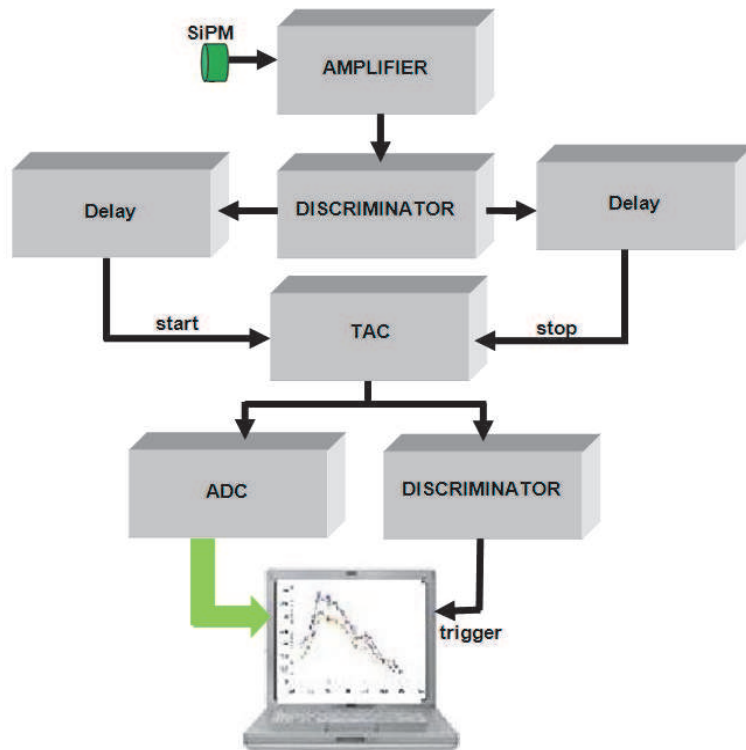 SiPM
AMPLIFIER
Delay
DISCRIMINATOR
Delay
start
TAC
stop
ADC
DISCRIMINATOR
trigger